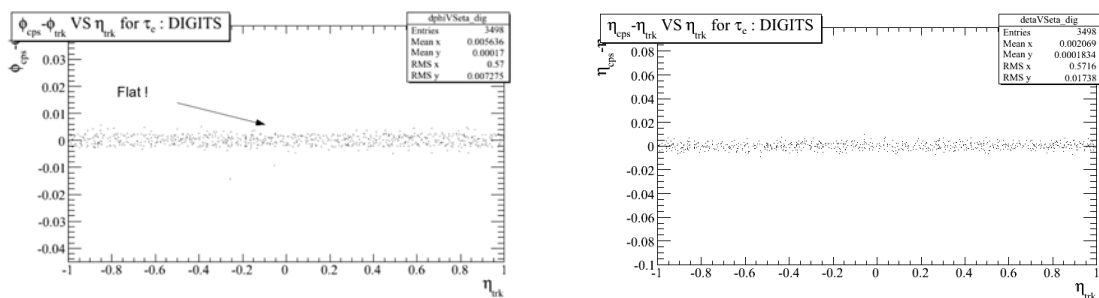 ϕcps-ϕtrk VS ηtrk for τe : DIGITS
dphiVSeta_dig
Entries 3498
Mean x 0.005636
Mean y 0.00017
RMS x 0.57
RMS y 0.007275
0.03
0.02
Flat !
0.01
0
-0.01
-0.02
-0.03
-0.04
-1 -0.8 -0.6 -0.4 -0.2 0 0.2 0.4 0.6 0.8 1
ηtrk
ηcps-ηtrk VS ηtrk for τe : DIGITS
detaVSeta_dig
Entries 3498
Mean x 0.002069
Mean y 0.0001834
RMS x 0.5716
RMS y 0.01738
ηcps
0.08
0.06
0.04
0.02
0
-0.02
-0.04
-0.06
-0.08
-0.1
-1 -0.8 -0.6 -0.4 -0.2 0 0.2 0.4 0.6 0.8 1
ηtrk